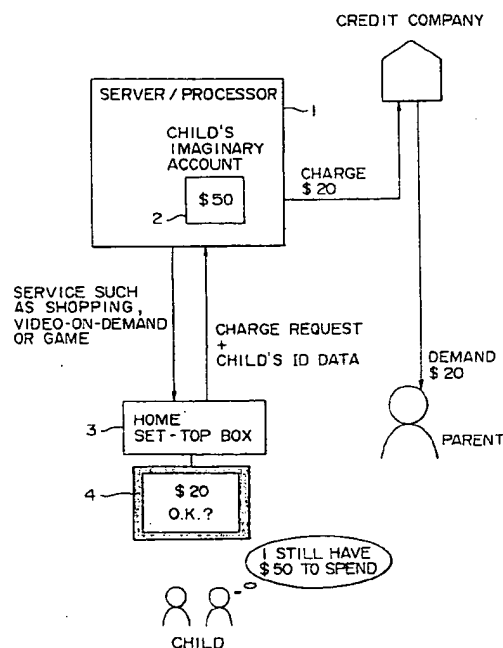 CREDIT COMPANY
SERVER / PROCESSOR
1
CHILD'S
IMAGINARY
ACCOUNT
$50
2
CHARGE
$ 20
SERVICE SUCH
AS SHOPPING,
VIDEO-ON-DEMAND
OR GAME
CHARGE REQUEST
+
CHILD'S ID DATA
DEMAND
$ 20
3
HOME
SET-TOP BOX
PARENT
4
$ 20
O.K.?
I STILL HAVE
$ 50 TO SPEND
CHILD